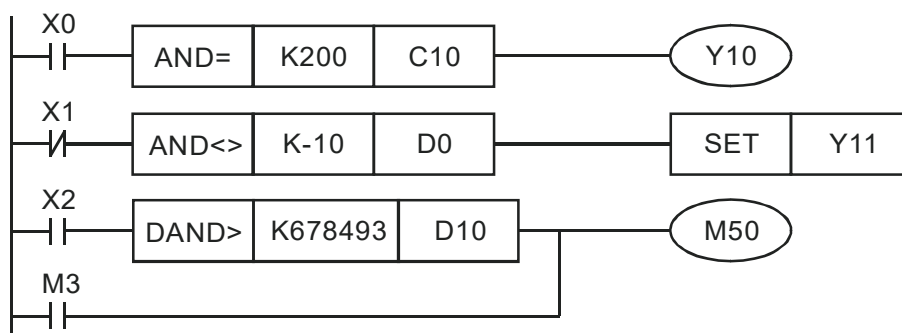 X0
AND= K200 C10 Y10
X1
AND<> K-10 D0 SET Y11
X2
DAND> K678493 D10 M50
M3